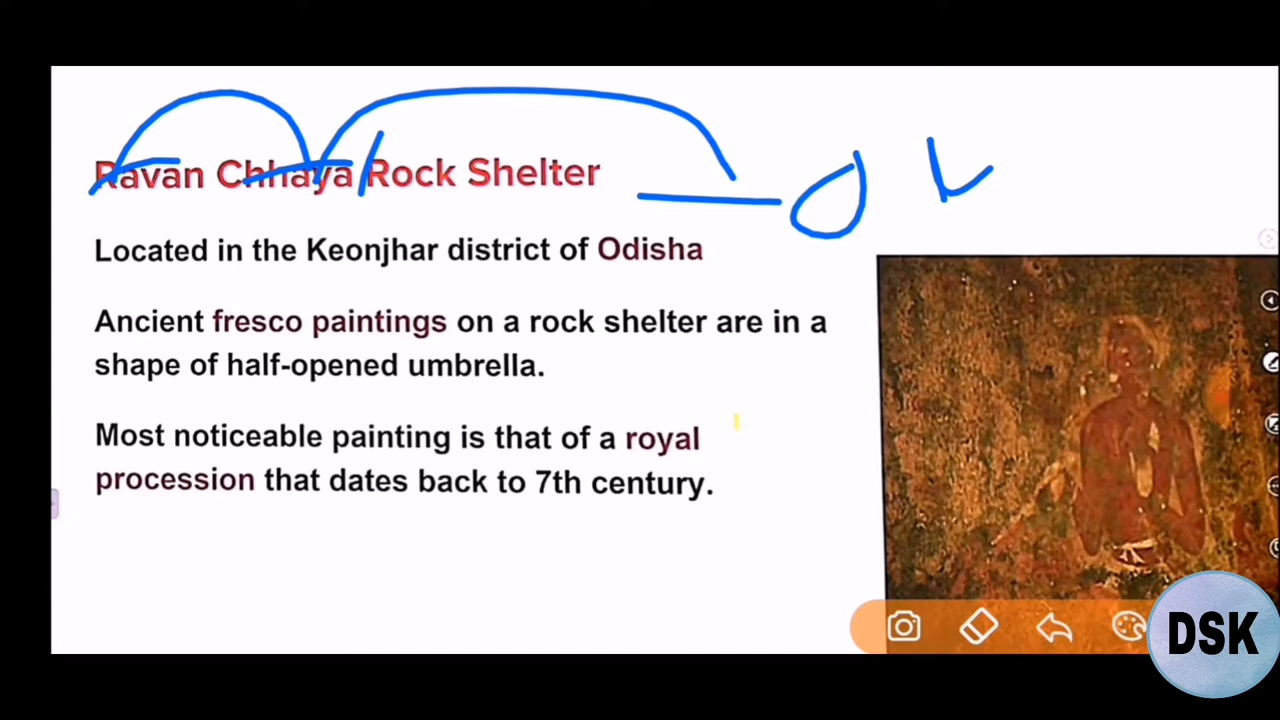 Ravan Chhaya Rock Shelter
Located in the Keonjhar district of Odisha
Ancient fresco paintings on a rock shelter are in a
shape of half-opened umbrella.
Most noticeable painting is that of a royal
procession that dates back to 7th century.
DSK